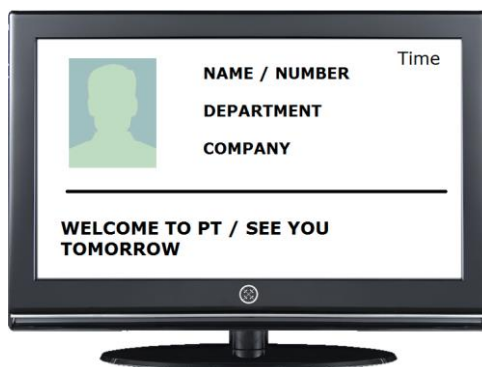 Time
NAME / NUMBER
DEPARTMENT
COMPANY
WELCOME TO PT / SEE YOU
TOMORROW